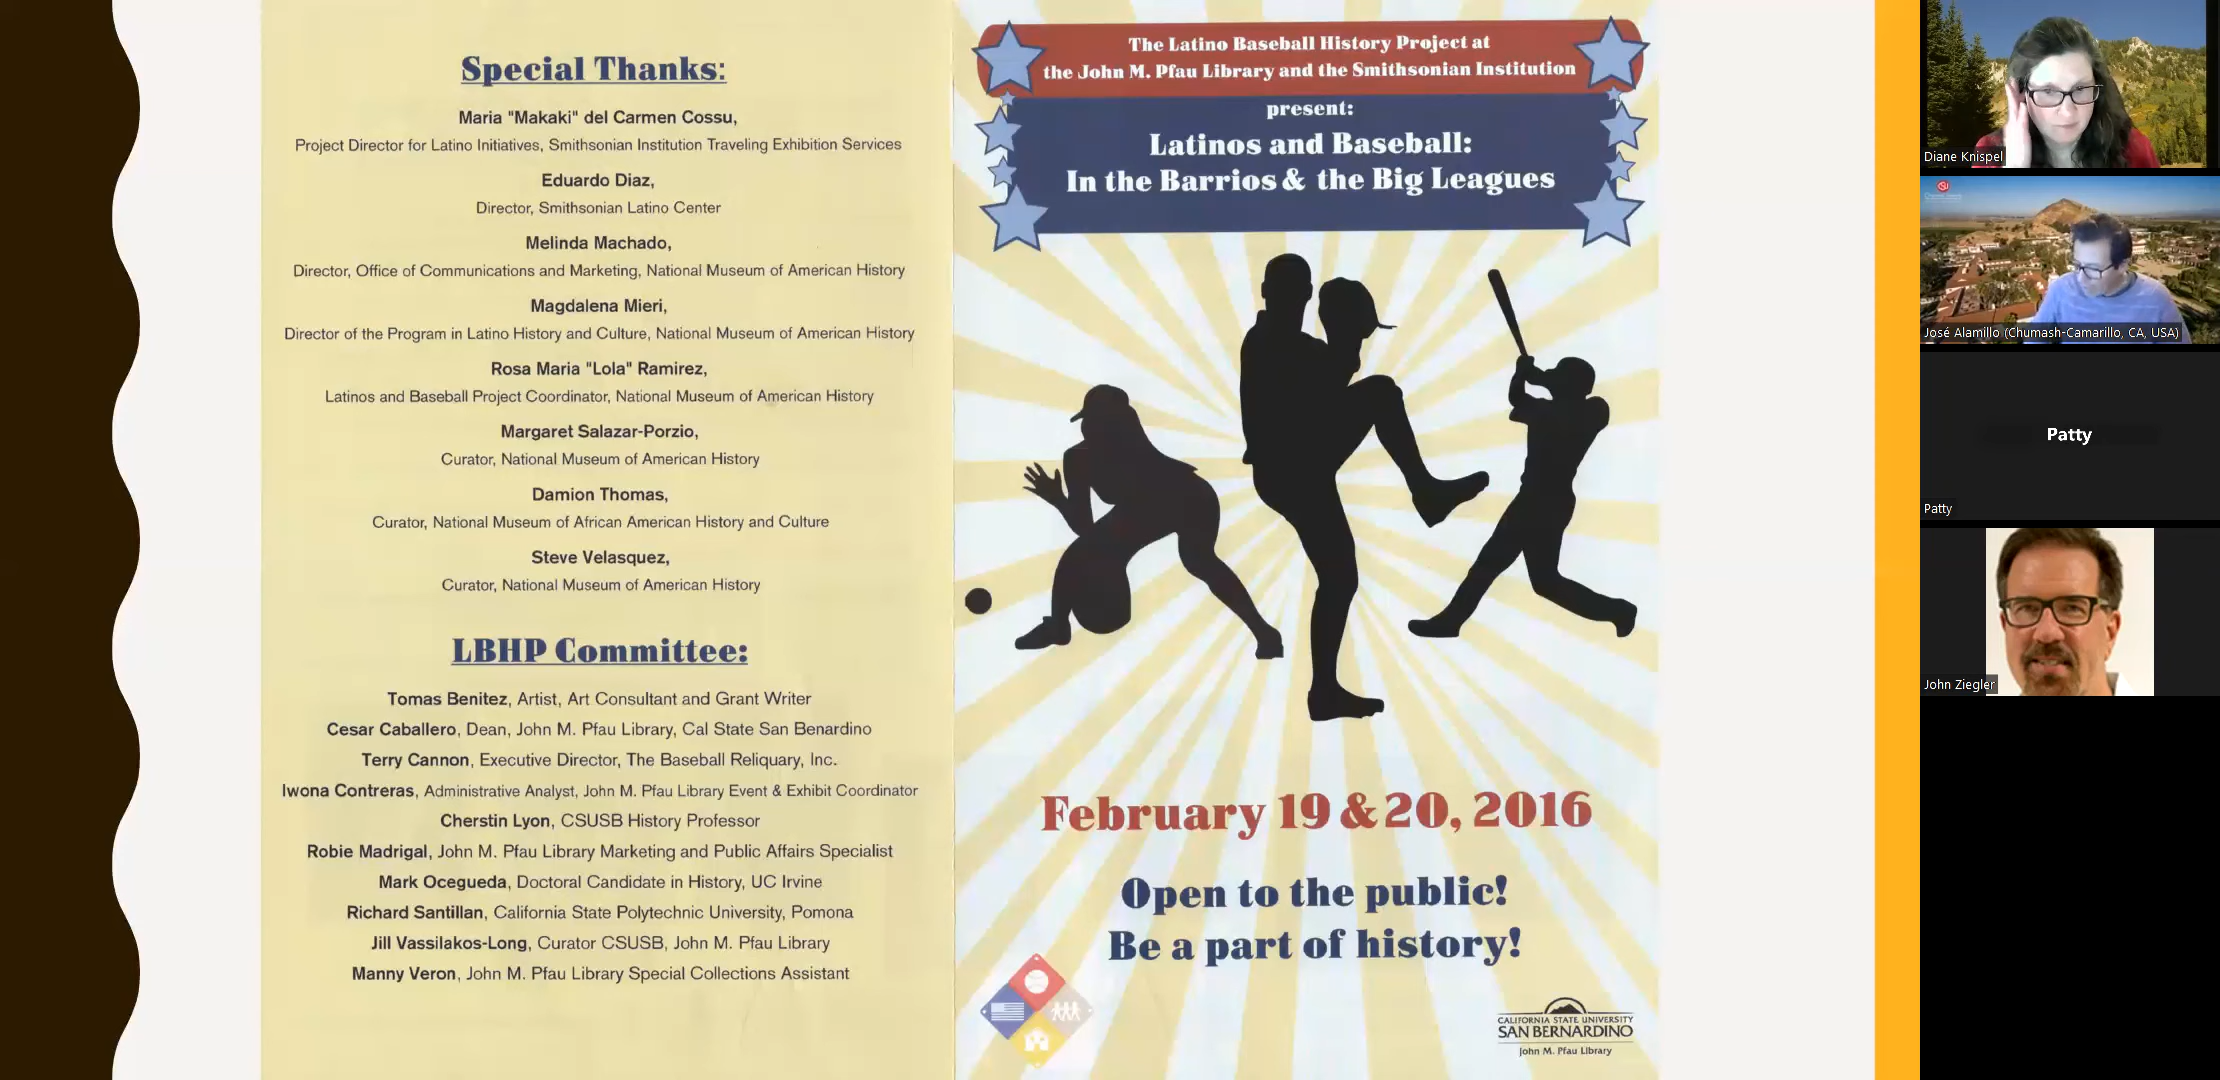 Special Thanks:
Maria "Makaki" del Carmen Cossu,
Project Director for Latino Initiatives, Smithsonian Institution Traveling Exhibition Services
Eduardo Diaz,
Director, Smithsonian Latino Center
Melinda Machado,
Director, Office of Communications and Marketing, National Museum of American History
Magdalena Mieri,
Director of the Program in Latino History and Culture, National Museum of American History
Rosa Maria "Lola" Ramirez,
Latinos and Baseball Project Coordinator, National Museum of American History
Margaret Salazar-Porzio,
Curator, National Museum of American History
Damion Thomas,
Curator, National Museum of African American History and Culture
Steve Velasquez,
Curator, National Museum of American History
LBHP Committee:
Tomas Benitez, Artist, Art Consultant and Grant Writer
Cesar Caballero, Dean, John M. Pfau Library, Cal State San Benardino
Terry Cannon, Executive Director, The Baseball Reliquary, Inc.
Iwona Contreras, Administrative Analyst, John M. Pfau Library Event & Exhibit Coordinator
Cherstin Lyon, CSUSB History Professor
Robie Madrigal, John M. Pfau Library Marketing and Public Affairs Specialist
Mark Ocegueda, Doctoral Candidate in History, UC Irvine
Richard Santillan, California State Polytechnic University, Pomona
Jill Vassilakos-Long, Curator CSUSB, John M. Pfau Library
Manny Veron, John M. Pfau Library Special Collections Assistant
The Latino Baseball History Project at
the John M. Pfau Library and the Smithsonian Institution
present:
Latinos and Baseball:
In the Barrios & the Big Leagues
February 19 & 20, 2016
Open to the public!
Be a part of history!
CALIFORNIA STATE UNIVERSITY
SAN BERNARDINO
John M. Pfau Library
Diane Knispel
José Alamillo (Chumash-Camarillo, CA, USA)
Patty
Patty
John Ziegler